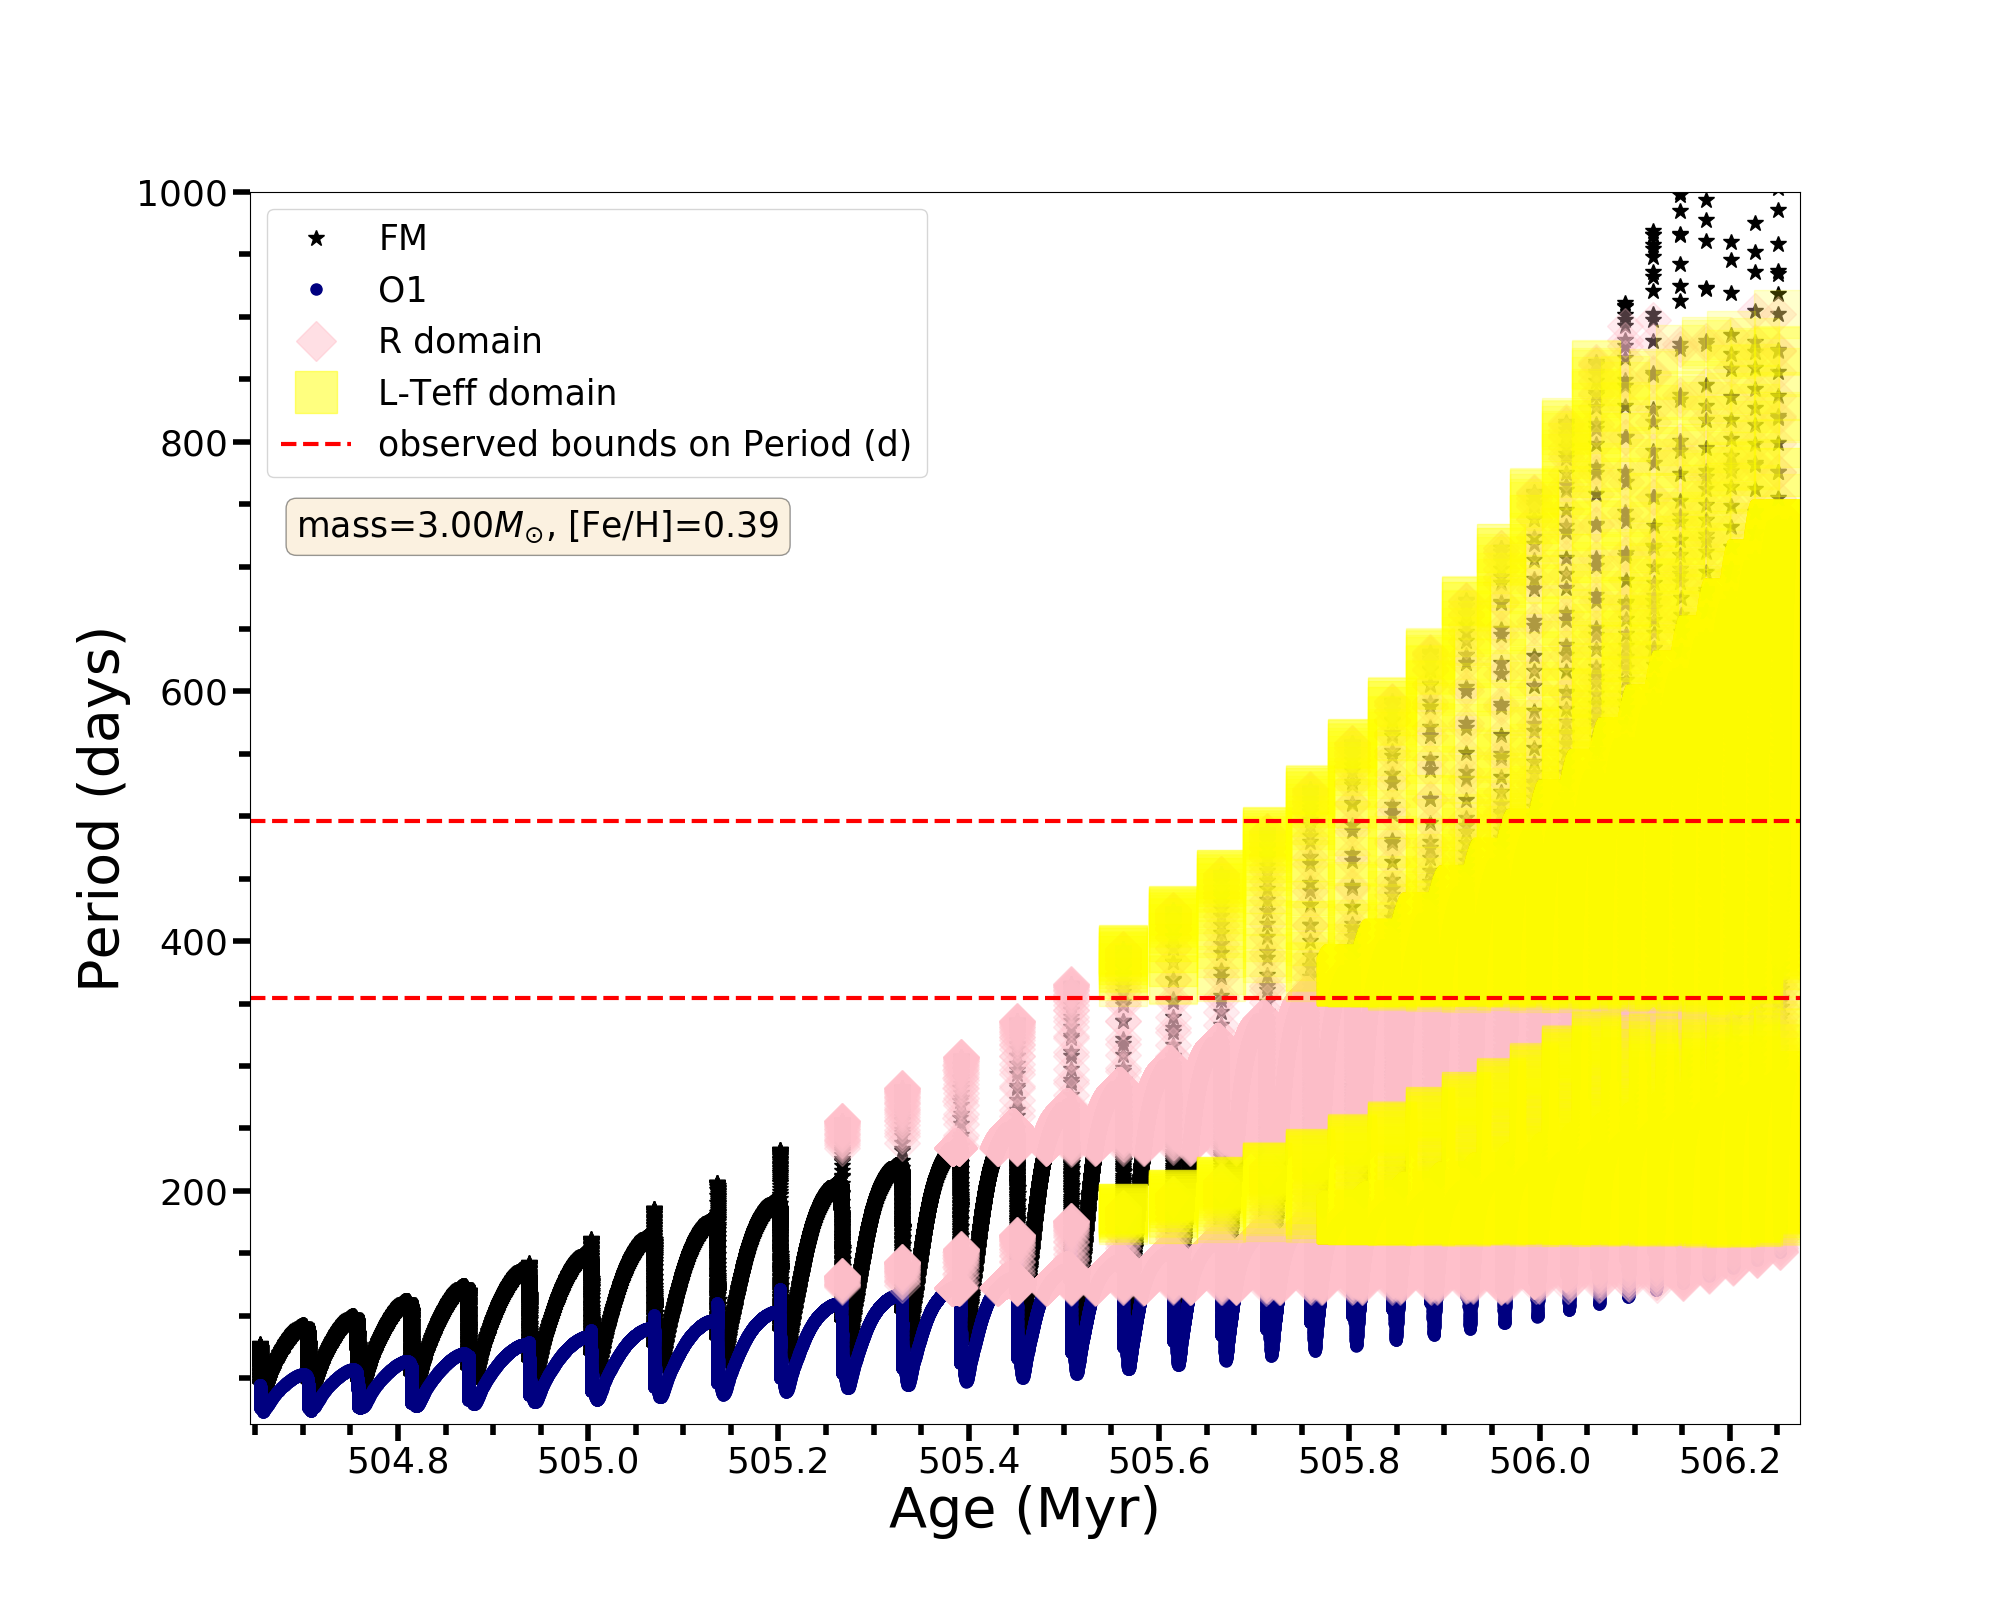 1000
800
600
400
200
Period (days)
FM
O1
R domain
L-Teff domain
observed bounds on Period (d)
mass=3.00M⊙, [Fe/H]=0.39
504.8 505.0 505.2 505.4 505.6 505.8 506.0 506.2
Age (Myr)